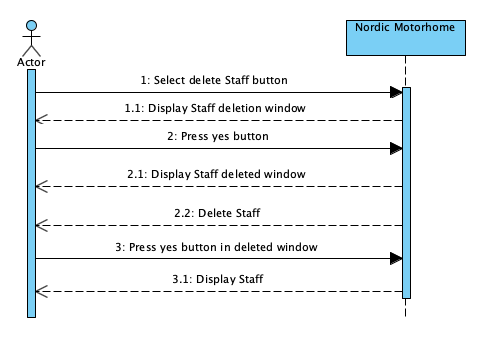 Nordic Motorhome
Actor
1: Select delete Staff button
1.1: Display Staff deletion window
2: Press yes button
2.1: Display Staff deleted window
2.2: Delete Staff
3: Press yes button in deleted window
3.1: Display Staff